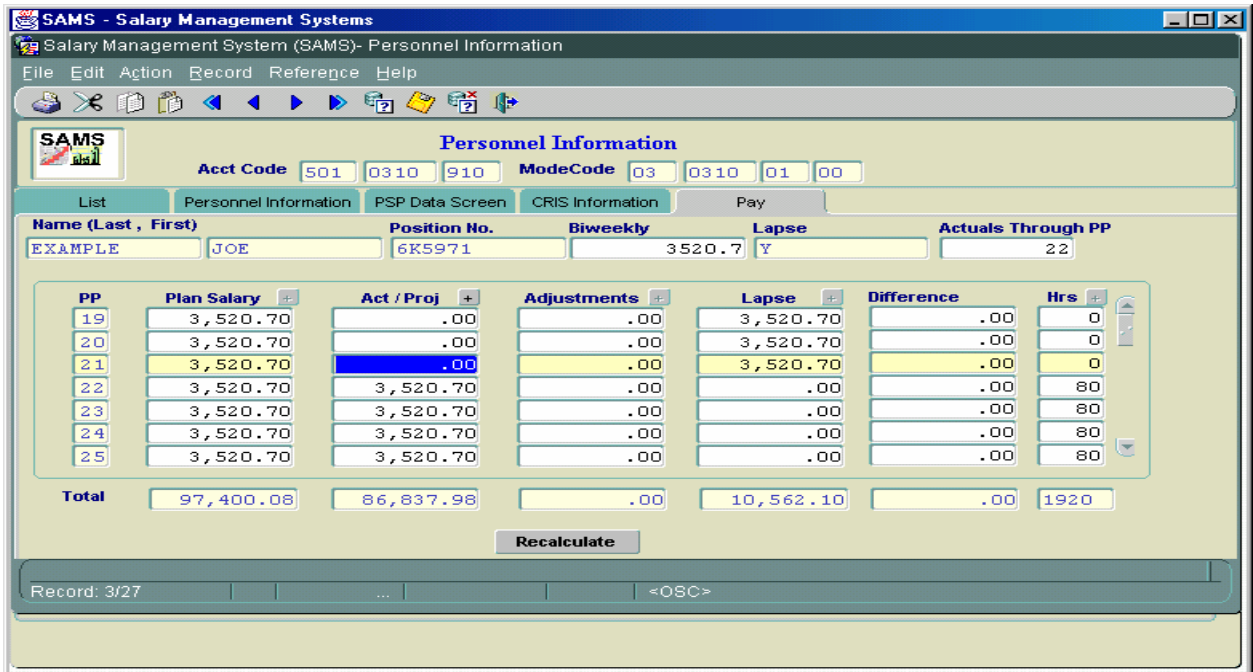 SAMS - Salary Management Systems
Salary Management System (SAMS)- Personnel Information
File Edit Action Record Reference Help
SAMS
Personnel Information
Acct Code 501 0310 910 ModeCode 03 0310 01 00
List Personnel Information PSP Data Screen CRIS Information Pay
Name (Last , First) Position No. Biweekly Lapse Actuals Through PP
EXAMPLE JOE 6K5971 3520.7 Y 22
PP Plan Salary + Act / Proj + Adjustments + Lapse + Difference Hrs +
19 3,520.70 .00 .00 3,520.70 .00 0
20 3,520.70 .00 .00 3,520.70 .00 0
21 3,520.70 .00 .00 3,520.70 .00 0
22 3,520.70 3,520.70 .00 .00 .00 80
23 3,520.70 3,520.70 .00 .00 .00 80
24 3,520.70 3,520.70 .00 .00 .00 80
25 3,520.70 3,520.70 .00 .00 .00 80
Total 97,400.08 86,837.98 .00 10,562.10 .00 1920
Recalculate
Record: 3/27 ... <OSC>